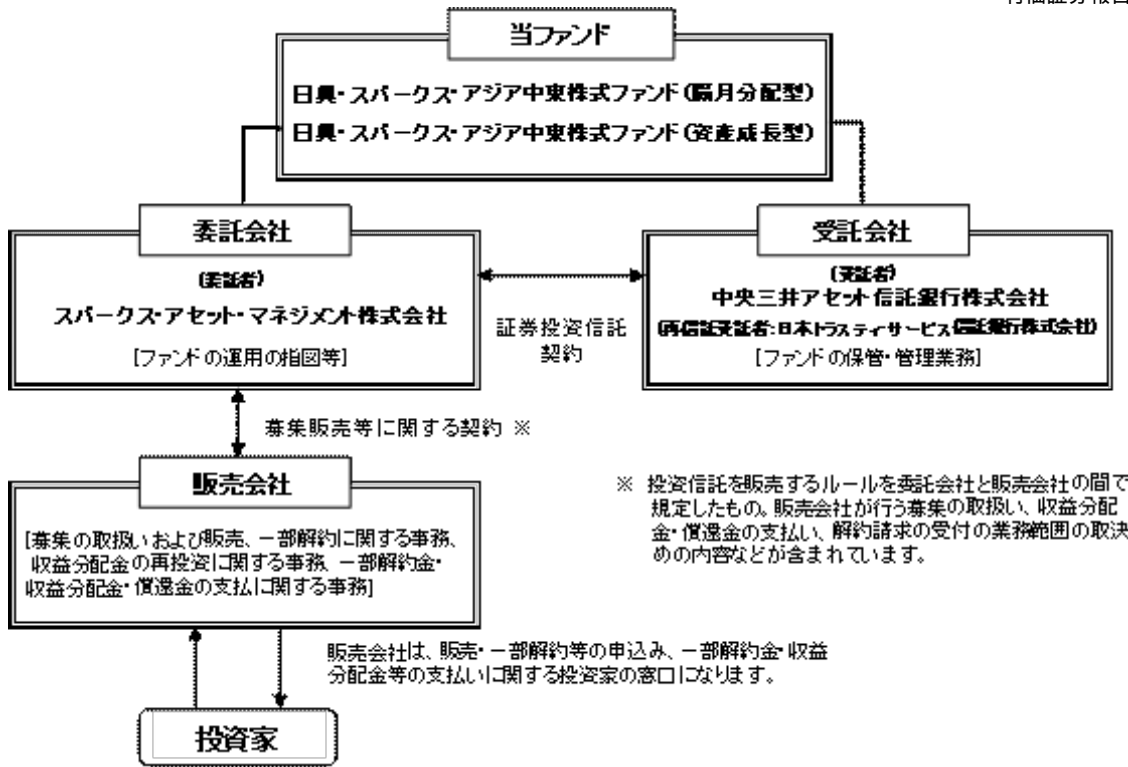 当ファンド
日興・スパークス・アジア中東株式ファンド(隔月分配型)
日興・スパークス・アジア中東株式ファンド(資産成長型)
委託会社
(委託者)
スパークス・アセット・マネジメント株式会社
[ファンドの運用の指図等]
証券投資信託
契約
受託会社
(受託者)
中央三井アセット信託銀行株式会社
(再信託受託者:日本トラスティサービス信託銀行株式会社)
[ファンドの保管・管理業務]
募集販売等に関する契約 ※
販売会社
[募集の取扱いおよび販売、一部解約に関する事務、
収益分配金の再投資に関する事務、一部解約金・
収益分配金・償還金の支払に関する事務]
※ 投資信託を販売するルールを委託会社と販売会社の間で
規定したもの。販売会社が行う募集の取扱い、収益分配
金・償還金の支払い、解約請求の受付の業務範囲の取決
めの内容などが含まれています。
販売会社は、販売・一部解約等の申込み、一部解約金・収益
分配金等の支払いに関する投資家の窓口になります。
投資家